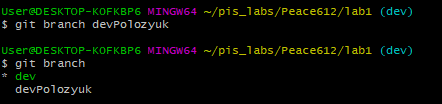 User@DESKTOP-KOFKBP6 MINGW64 ~/pis_labs/Peace612/lab1 (dev)
$ git branch devPolozyuk
User@DESKTOP-KOFKBP6 MINGW64 ~/pis_labs/Peace612/lab1 (dev)
$ git branch
* dev
devPolozyuk